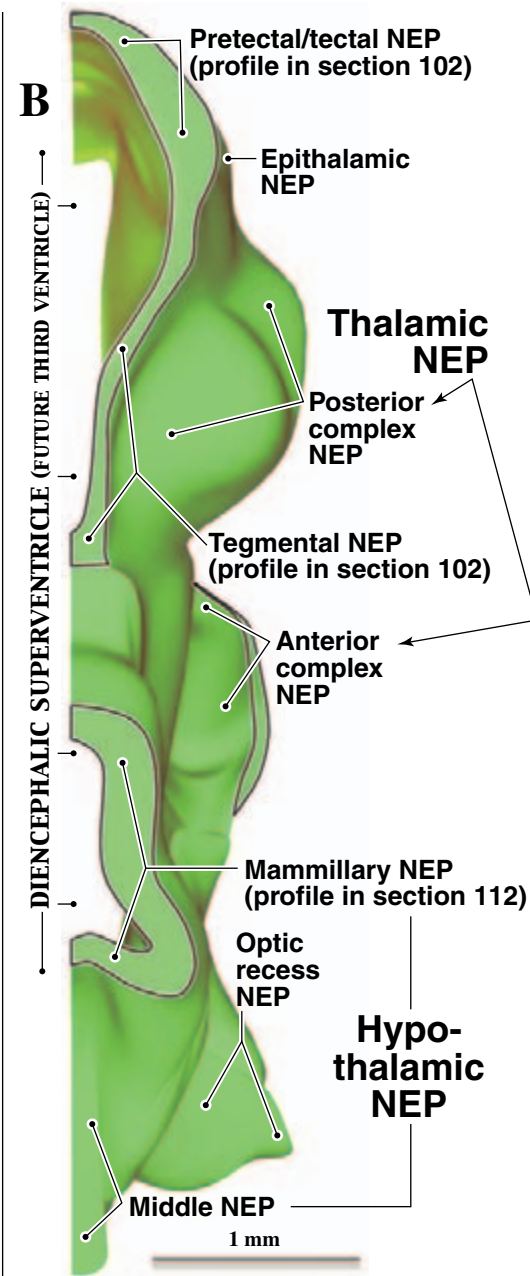 Pretectal/tectal NEP
(profile in section 102)
B
Epithalamic
NEP
DIENCEPHALIC SUPERVENTRICLE (FUTURE THIRD VENTRICLE)
Thalamic
NEP
Posterior
complex
NEP
Tegmental NEP
(profile in section 102)
Anterior
complex
NEP
Mammillary NEP
(profile in section 112)
Optic
recess
NEP
Hypo-
thalamic
NEP
Middle NEP
1 mm